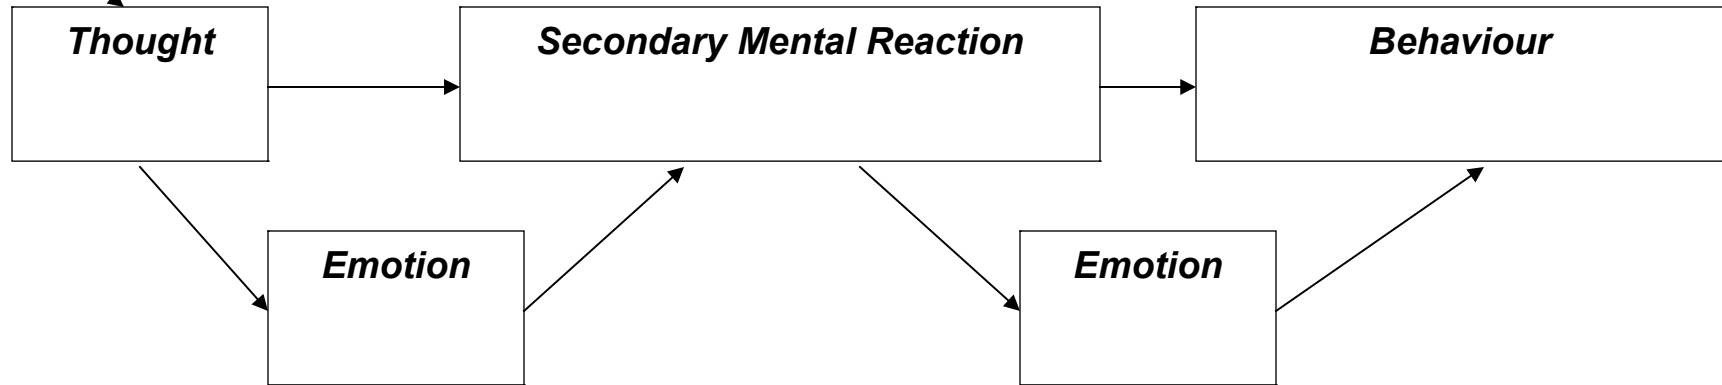 Thought
Secondary Mental Reaction
Behaviour
Emotion
Emotion